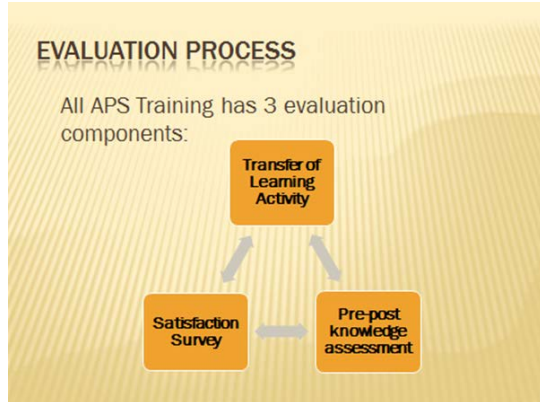 EVALUATION PROCESS
All APS Training has 3 evaluation
components:
Transfer of
Learning
Activity
Satisfaction
Survey
Pre-post
knowledge
assessment